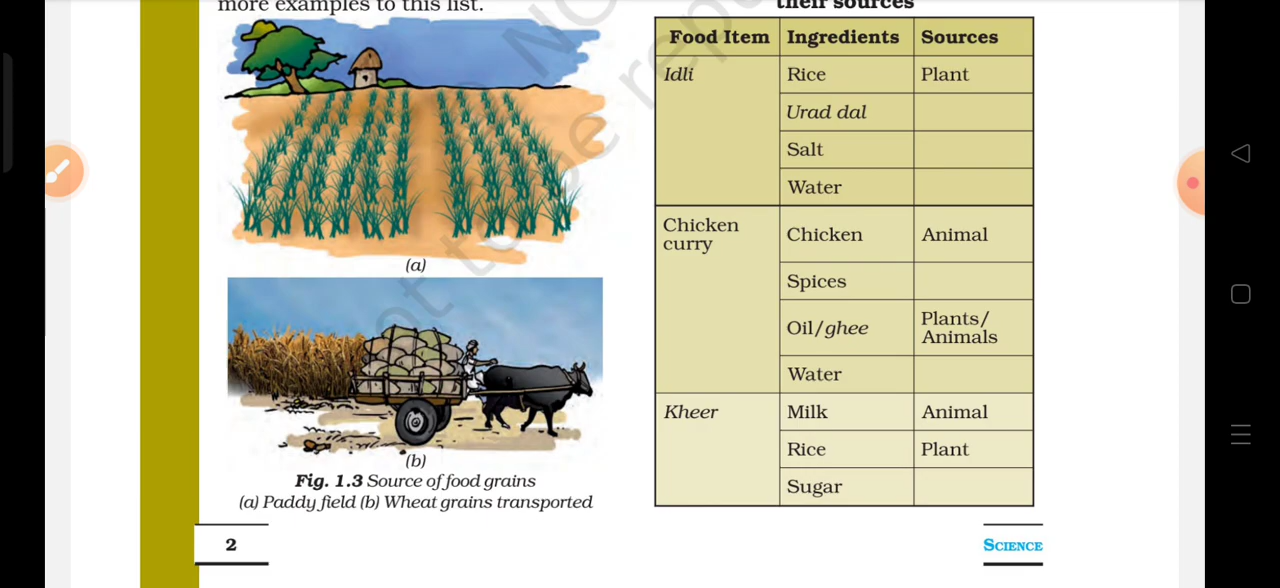 more examples to this list.
(a)
(b)
Fig. 1.3 Source of food grains
(a) Paddy field (b) Wheat grains transported
2
their sources
Food Item Ingredients Sources
Idli Rice Plant
Urad dal
Salt
Water
Chicken curry Chicken Animal
Spices
Oil/ghee Plants/
Animals
Water
Kheer Milk Animal
Rice Plant
Sugar
SCIENCE